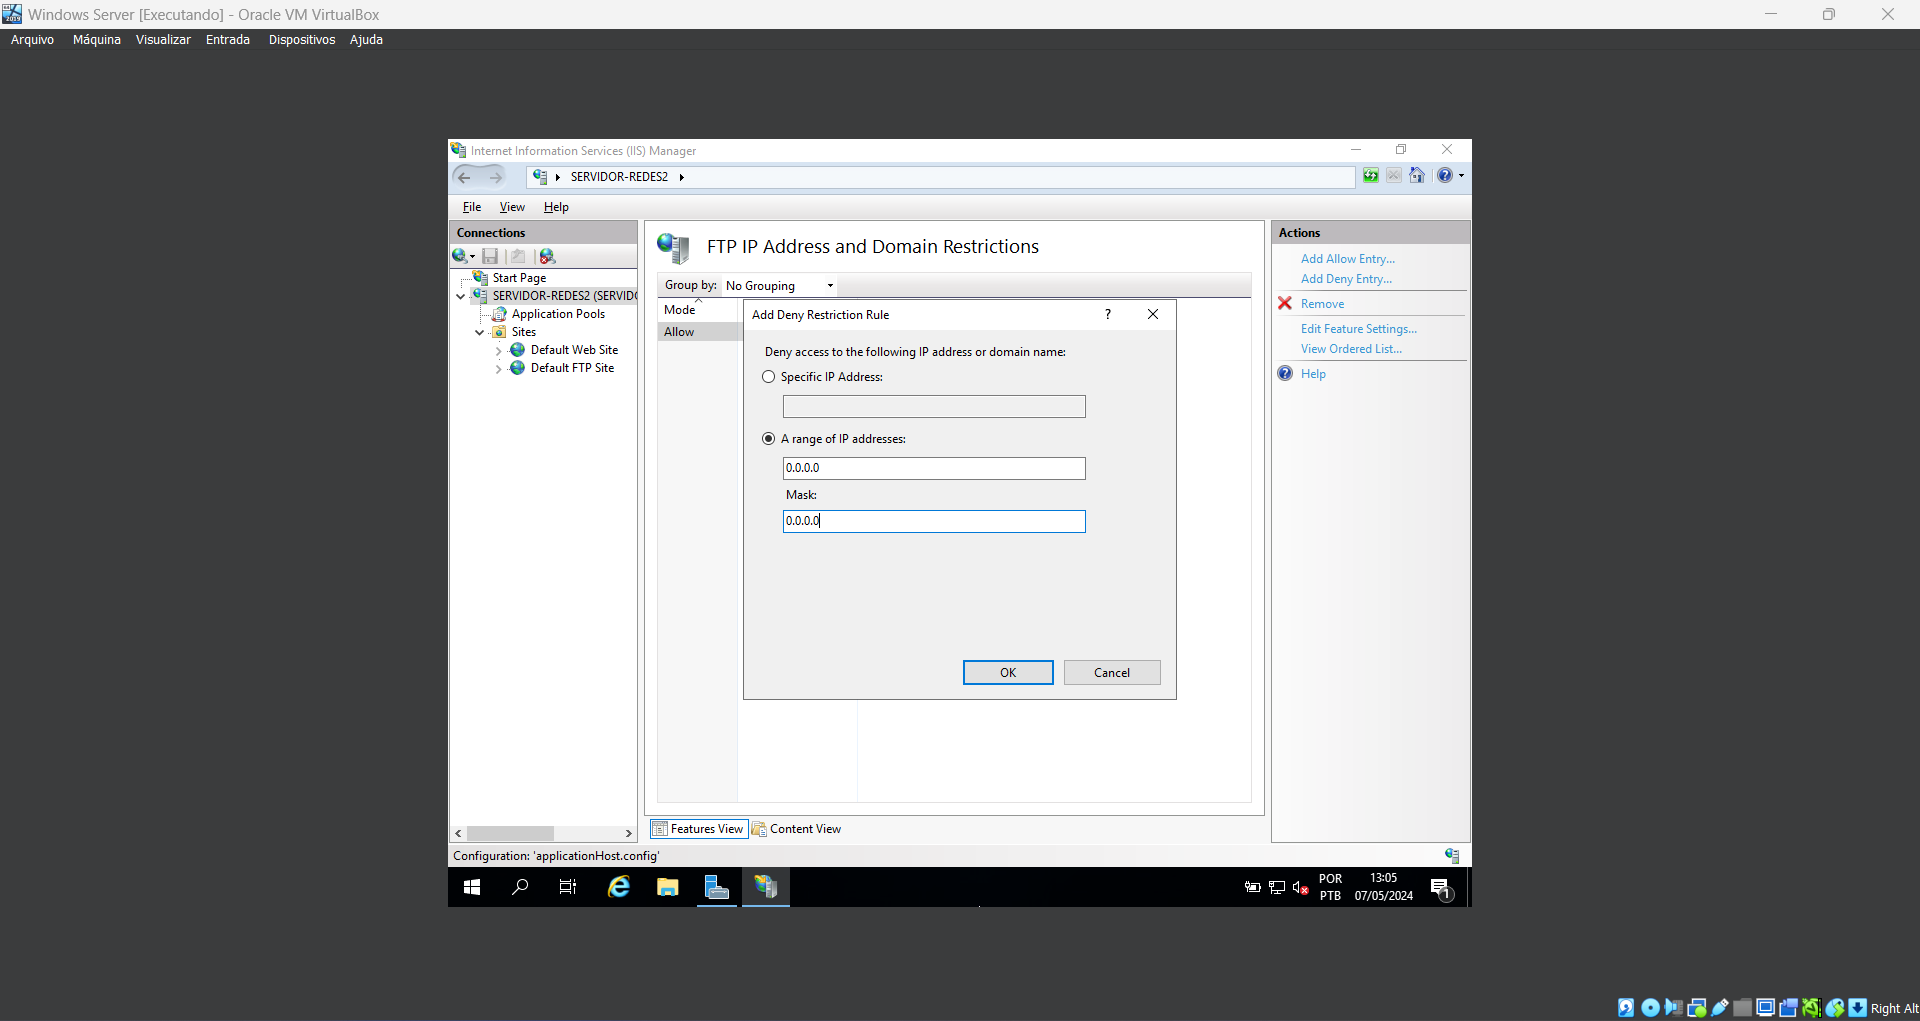 Windows Server [Executando] - Oracle VM VirtualBox
Arquivo Máquina Visualizar Entrada Dispositivos Ajuda
Internet Information Services (IIS) Manager
SERVIDOR-REDES2
File View Help
Connections
Start Page
SERVIDOR-REDES2 (SERVIDO
Application Pools
Sites
Default Web Site
Default FTP Site
FTP IP Address and Domain Restrictions
Group by: No Grouping
Mode
Allow
Add Deny Restriction Rule
?
Deny access to the following IP address or domain name:
Specific IP Address:
A range of IP addresses:
0.0.0.0
Mask:
0.0.0.0
OK Cancel
Actions
Add Allow Entry...
Add Deny Entry...
Remove
Edit Feature Settings...
View Ordered List...
Help
Features View Content View
Configuration: 'applicationHost.config'
POR
PTB
13:05
07/05/2024
1
Right Alt